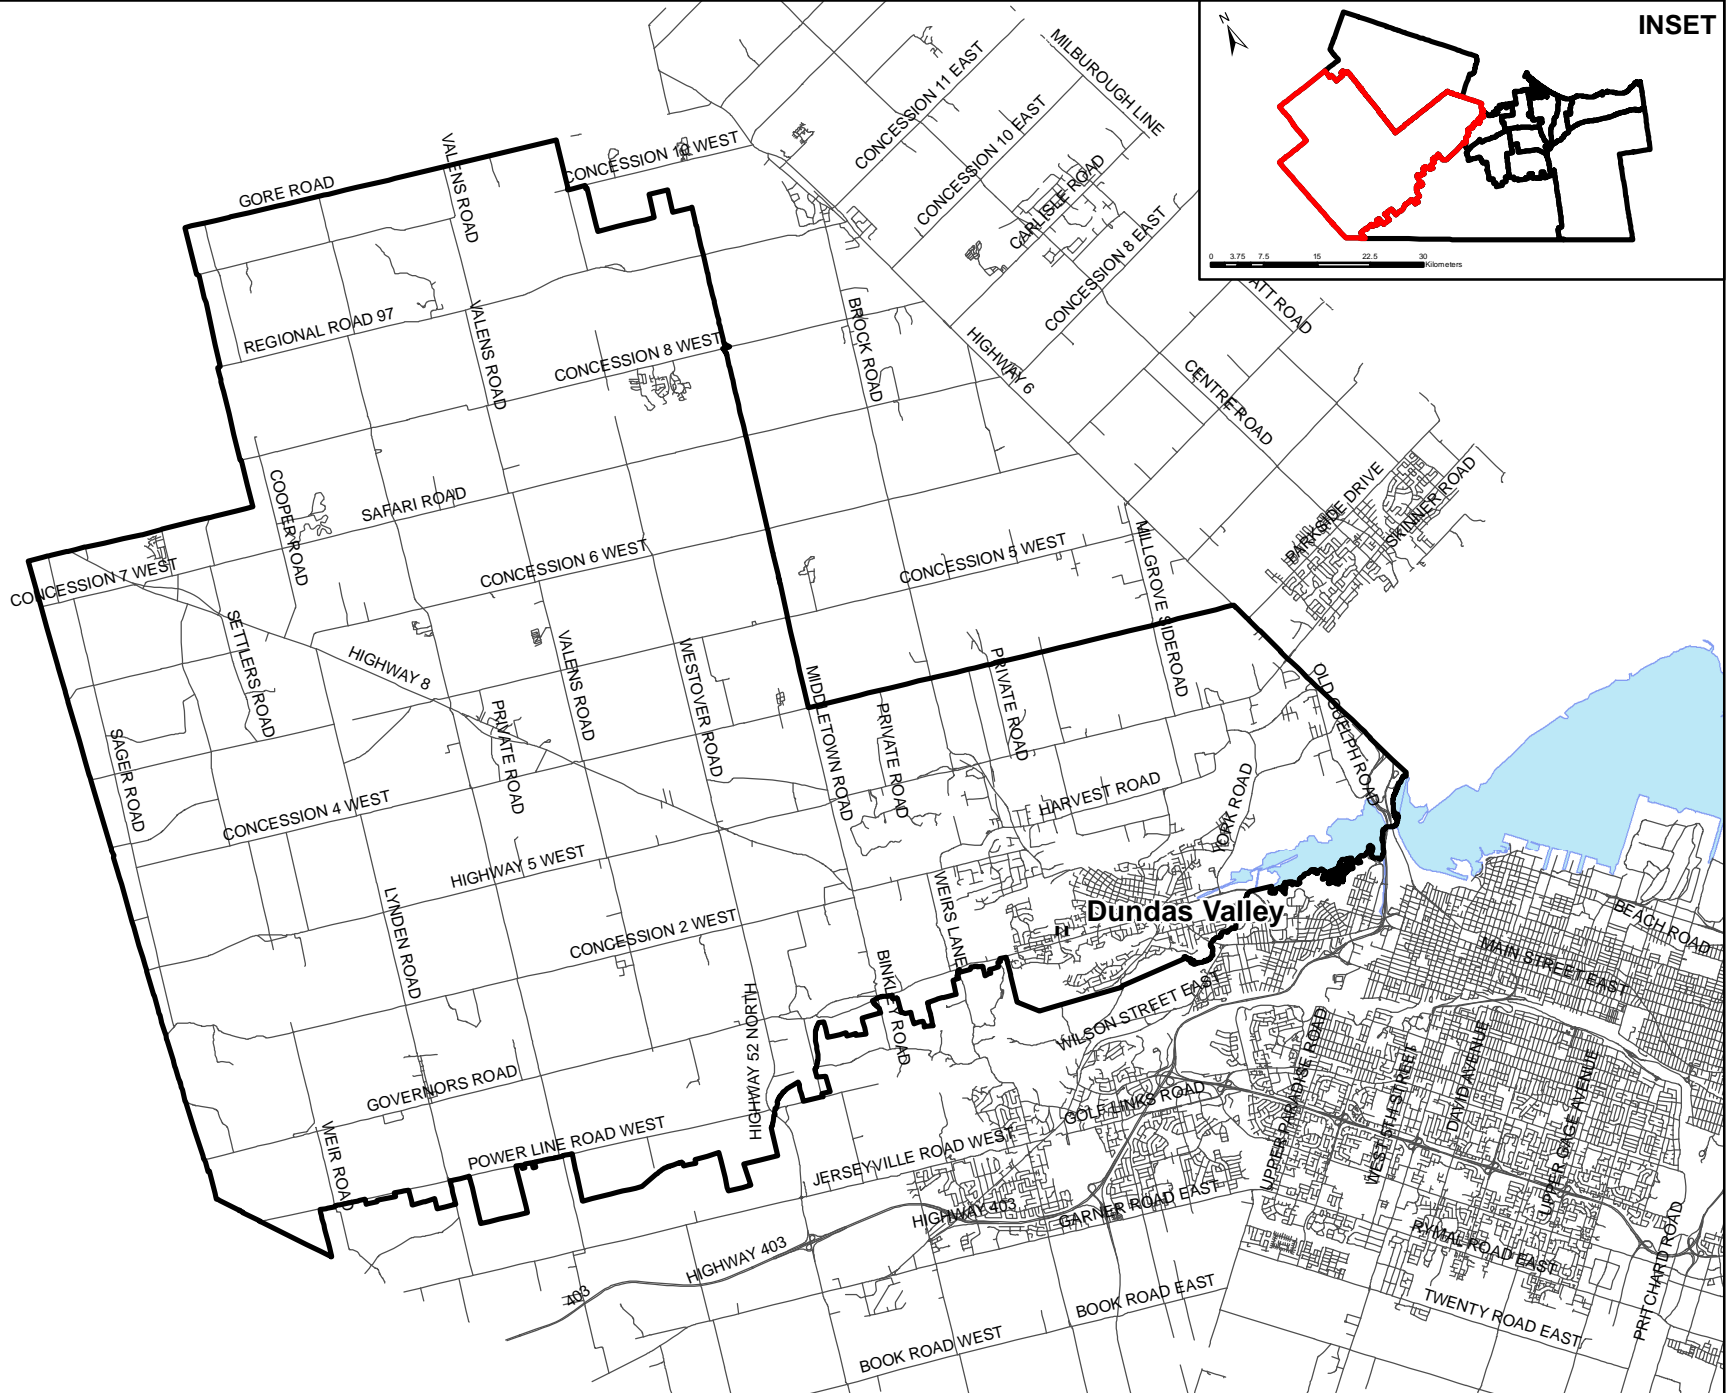 INSET
N
0 3.75 7.5 15 22.5 30
Kilometers
MILBUROUGH LINE
CONCESSION 11 EAST
CONCESSION 10 EAST
CARLISLE ROAD
CONCESSION 8 EAST
VALENS ROAD
GORE ROAD
REGIONAL ROAD 97
VALENS ROAD
CONCESSION 8 WEST
BROCK ROAD
HIGHWAY 6
CENTRE ROAD
PARKSIDE DRIVE
SKINNER ROAD
COOPER ROAD
SAFARI ROAD
CONCESSION 7 WEST
CONCESSION 6 WEST
CONCESSION 5 WEST
MILLGROVE SIDEROAD
SETTLERS ROAD
HIGHWAY 8
VALENS ROAD
WESTOVER ROAD
MIDDLETOWN ROAD
PRIVATE ROAD
PRIVATE ROAD
PRIVATE ROAD
OLD GUELPH ROAD
SAGER ROAD
CONCESSION 4 WEST
HARVEST ROAD
YORK ROAD
HIGHWAY 5 WEST
LYNDEN ROAD
CONCESSION 2 WEST
WEIRS LANE
Dundas Valley
BEACH ROAD
MAIN STREET EAST
BINKLEY ROAD
HIGHWAY 52 NORTH
WILSON STREET EAST
GOVERNORS ROAD
GOLF LINKS ROAD
UPPER PARADISE ROAD
WEST 5TH STREET
DAVID AVENUE
UPPER GAGE AVENUE
WEIR ROAD
POWER LINE ROAD WEST
JERSEYVILLE ROAD WEST
HIGHWAY 403
GARNER ROAD EAST
HIGHWAY 403
403
RYMAL ROAD EAST
PRITCHARD ROAD
BOOK ROAD EAST
BOOK ROAD WEST
TWENTY ROAD EAST